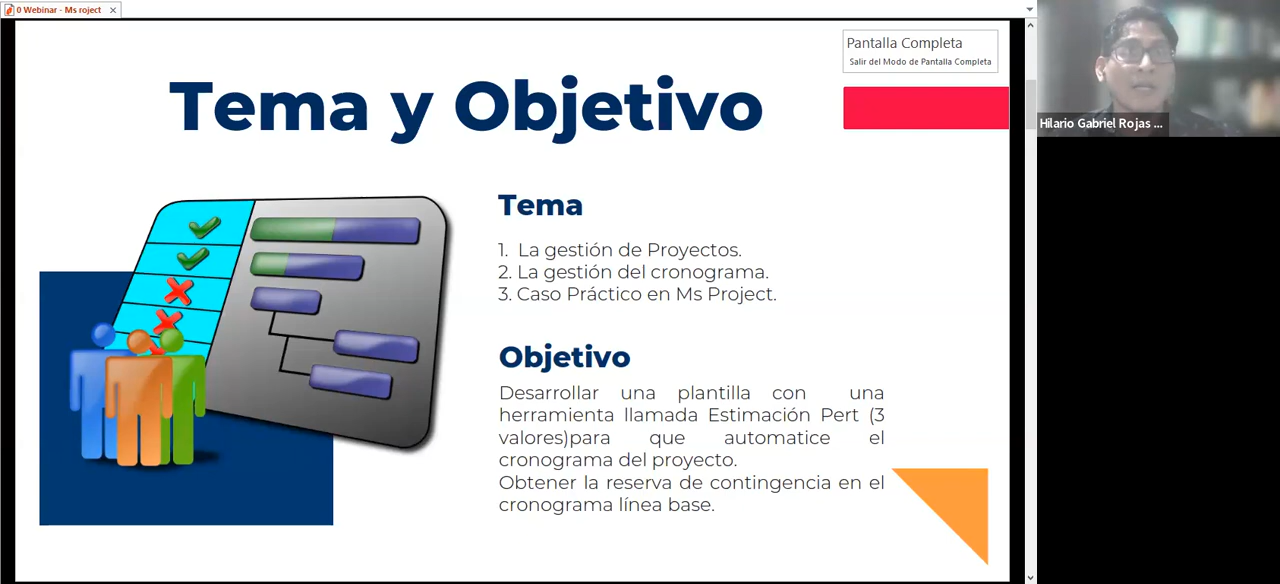 0 Webinar - Ms roject
Pantalla Completa
Salir del Modo de Pantalla Completa
Tema y Objetivo
Tema
1. La gestión de Proyectos.
2. La gestión del cronograma.
3. Caso Práctico en Ms Project.
Objetivo
Desarrollar una plantilla con una
herramienta llamada Estimación Pert (3
valores)para que automatice el
cronograma del proyecto.
Obtener la reserva de contingencia en el
cronograma línea base.
Hilario Gabriel Rojas ...